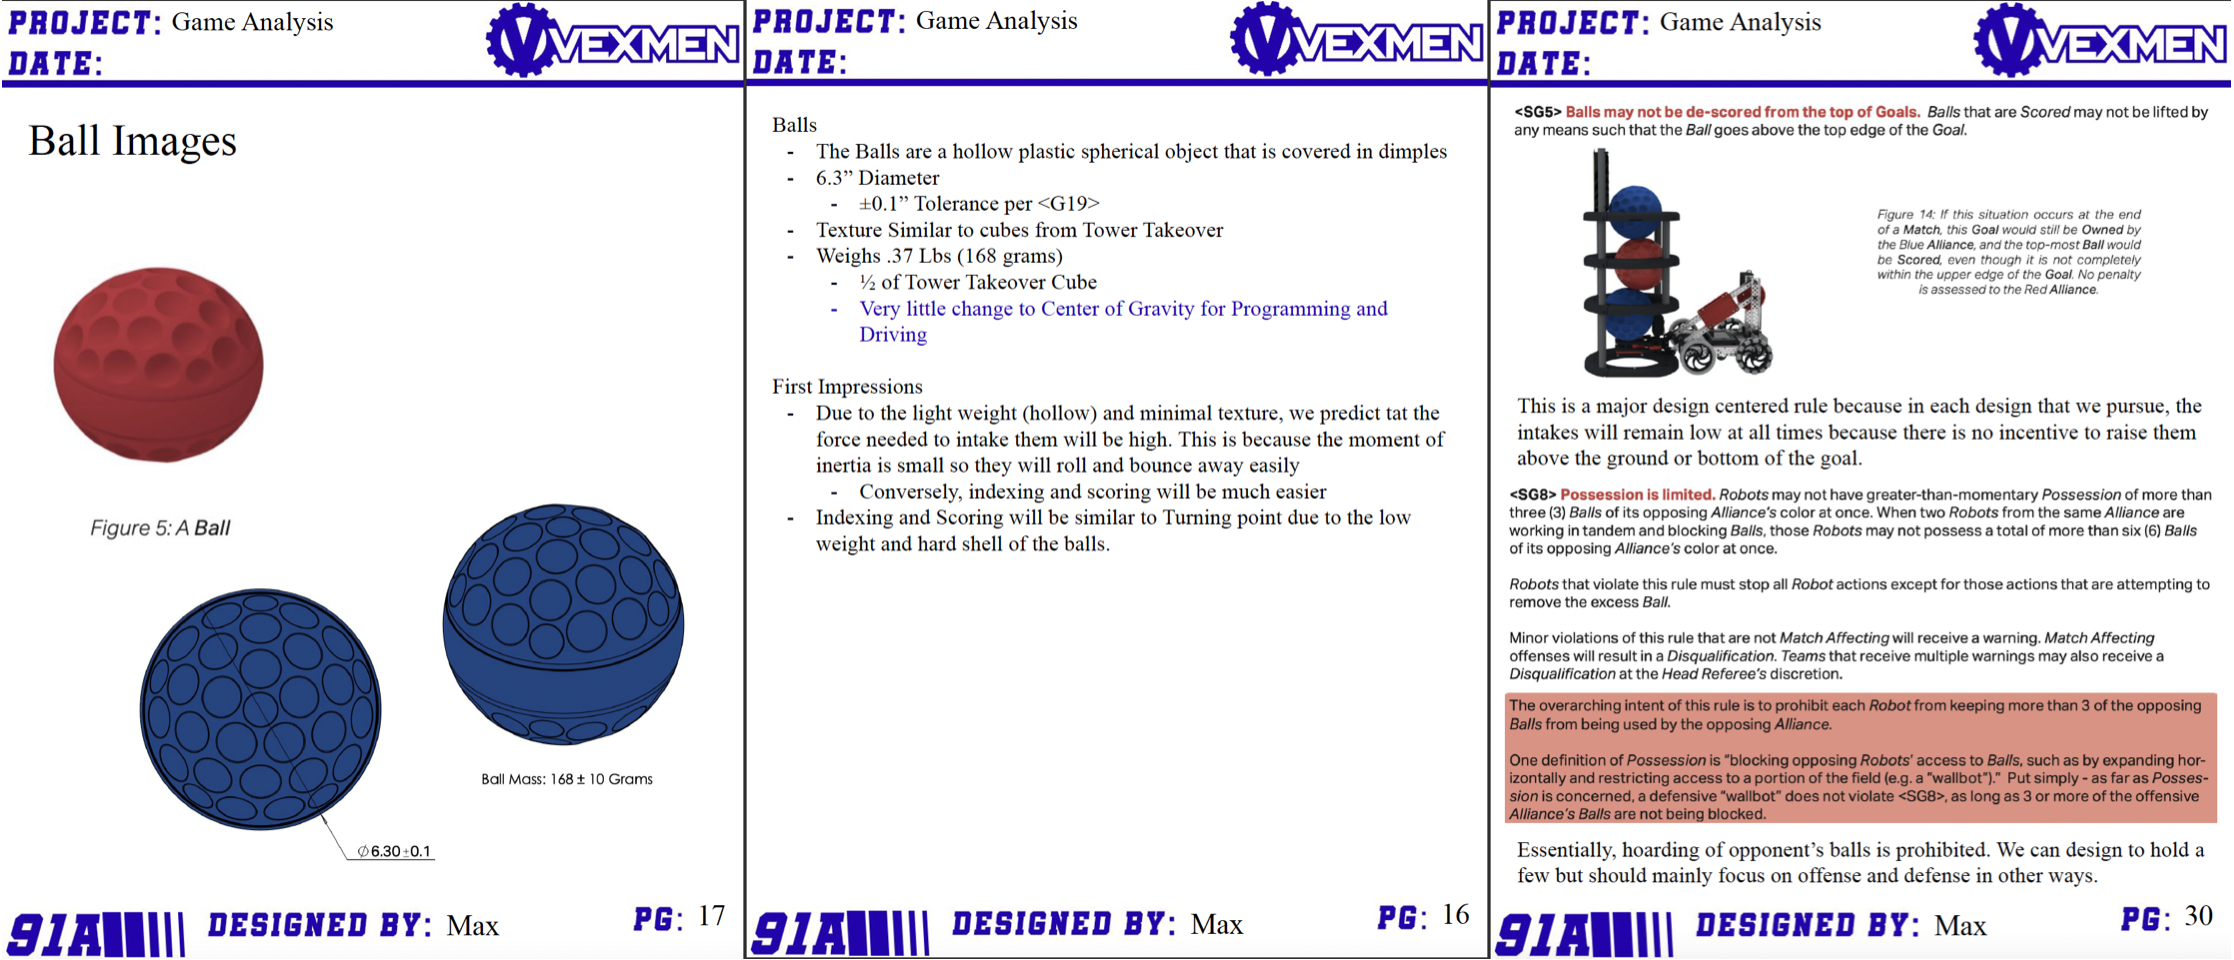 PROJECT: Game Analysis
VEXMEN
DATE:
Ball Images
Figure 5: A Ball
Ball Mass: 168 ± 10 Grams
∅6.30±0.1
91A
DESIGNED BY: Max
PG: 17
PROJECT: Game Analysis
VEXMEN
DATE:
Balls
- The Balls are a hollow plastic spherical object that is covered in dimples
- 6.3” Diameter
- ±0.1” Tolerance per <G19>
- Texture Similar to cubes from Tower Takeover
- Weighs .37 Lbs (168 grams)
- ½ of Tower Takeover Cube
- Very little change to Center of Gravity for Programming and
Driving
First Impressions
- Due to the light weight (hollow) and minimal texture, we predict tat the
force needed to intake them will be high. This is because the moment of
inertia is small so they will roll and bounce away easily
- Conversely, indexing and scoring will be much easier
- Indexing and Scoring will be similar to Turning point due to the low
weight and hard shell of the balls.
91A
DESIGNED BY: Max
PG: 16
PROJECT: Game Analysis
VEXMEN
DATE:
<SG5> Balls may not be de-scored from the top of Goals. Balls that are Scored may not be lifted by
any means such that the Ball goes above the top edge of the Goal.
Figure 14: If this situation occurs at the end
of a Match, this Goal would still be Owned by
the Blue Alliance, and the top-most Ball would
be Scored, even though it is not completely
within the upper edge of the Goal. No penalty
is assessed to the Red Alliance.
This is a major design centered rule because in each design that we pursue, the
intakes will remain low at all times because there is no incentive to raise them
above the ground or bottom of the goal.
<SG8> Possession is limited. Robots may not have greater-than-momentary Possession of more than
three (3) Balls of its opposing Alliance's color at once. When two Robots from the same Alliance are
working in tandem and blocking Balls, those Robots may not possess a total of more than six (6) Balls
of its opposing Alliance's color at once.
Robots that violate this rule must stop all Robot actions except for those actions that are attempting to
remove the excess Ball.
Minor violations of this rule that are not Match Affecting will receive a warning. Match Affecting
offenses will result in a Disqualification. Teams that receive multiple warnings may also receive a
Disqualification at the Head Referee's discretion.
The overarching intent of this rule is to prohibit each Robot from keeping more than 3 of the opposing
Balls from being used by the opposing Alliance.
One definition of Possession is "blocking opposing Robots' access to Balls, such as by expanding hor-
izontally and restricting access to a portion of the field (e.g. a "wallbot")." Put simply - as far as Posses-
sion is concerned, a defensive "wallbot" does not violate <SG8>, as long as 3 or more of the offensive
Alliance's Balls are not being blocked.
Essentially, hoarding of opponent’s balls is prohibited. We can design to hold a
few but should mainly focus on offense and defense in other ways.
91A
DESIGNED BY: Max
PG: 30